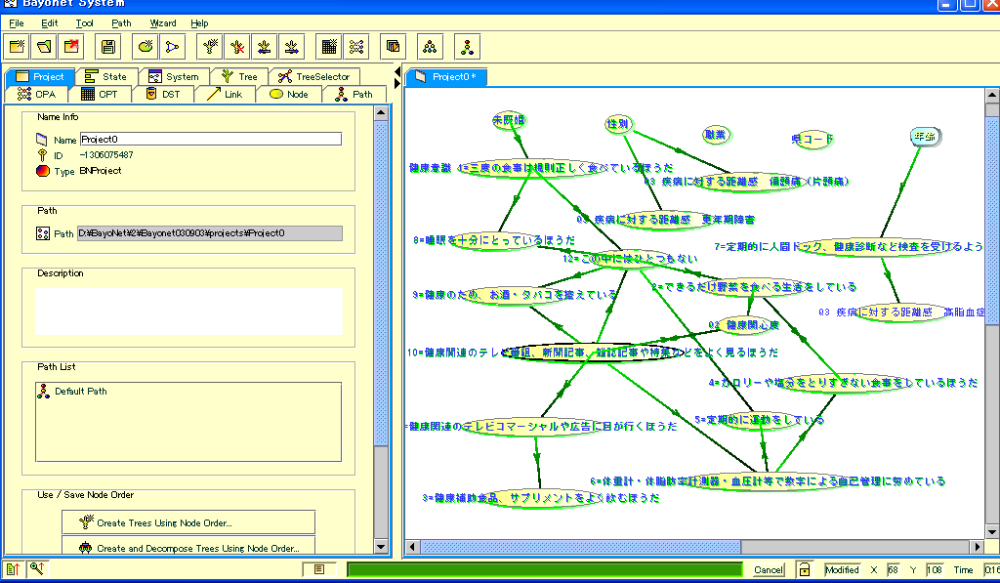 Bayonet System
File Edit Tool Path Wizard Help
Project State System Tree TreeSelector
CPA CPT DST Link Node Path
Name Info
Name Project0
ID -1306075487
Type BNProject
Path
Path D:¥BayoNet¥2¥Bayonet030903¥projects¥Project0
Description
Path List
Default Path
Use / Save Node Order
Create Trees Using Node Order...
Create and Decompose Trees Using Node Order...
Project0 *
未既婚
性別
職業
県コード
年齢
健康意識 1=三度の食事は規則正しく食べているほうだ
Q3 疾病に対する距離感 偏頭痛（片頭痛）
Q3 疾病に対する距離感 更年期障害
8=睡眠を十分にとっているほうだ
7=定期的に人間ドック、健康診断など検査を受けるよう
12=この中にはひとつもない
9=健康のため、お酒・タバコを控えている
2=できるだけ野菜を食べる生活をしている
Q3 疾病に対する距離感 高脂血症
Q2 健康関心度
10=健康関連のテレビ番組、新聞記事、雑誌記事や特集などをよく見るほうだ
4=カロリーや塩分をとりすぎない食事をしているほうだ
5=定期的に運動をしている
=健康関連のテレビコマーシャルや広告に目が行くほうだ
6=体重計・体脂肪率計測器・血圧計等で数字による自己管理に努めている
3=健康補助食品、サプリメントをよく飲むほうだ
Cancel Modified X 68 Y 108 Time 0:16